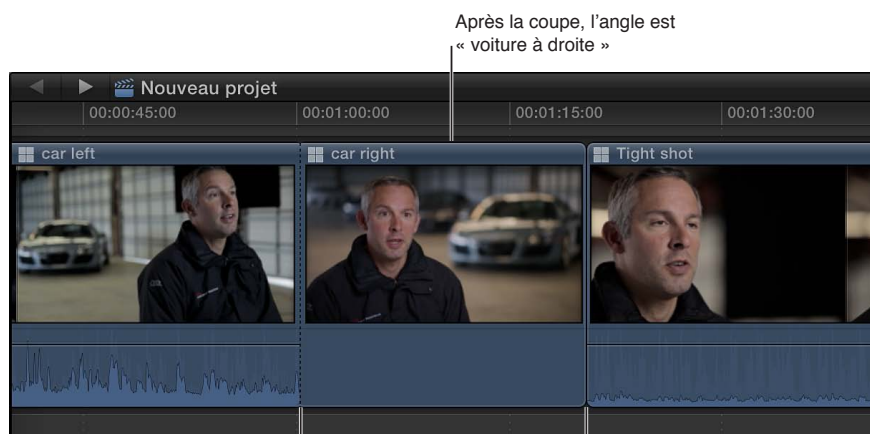 Après la coupe, l’angle est
« voiture à droite »
Nouveau projet
00:00:45:00
00:01:00:00
00:01:15:00
00:01:30:00
car left
car right
Tight shot